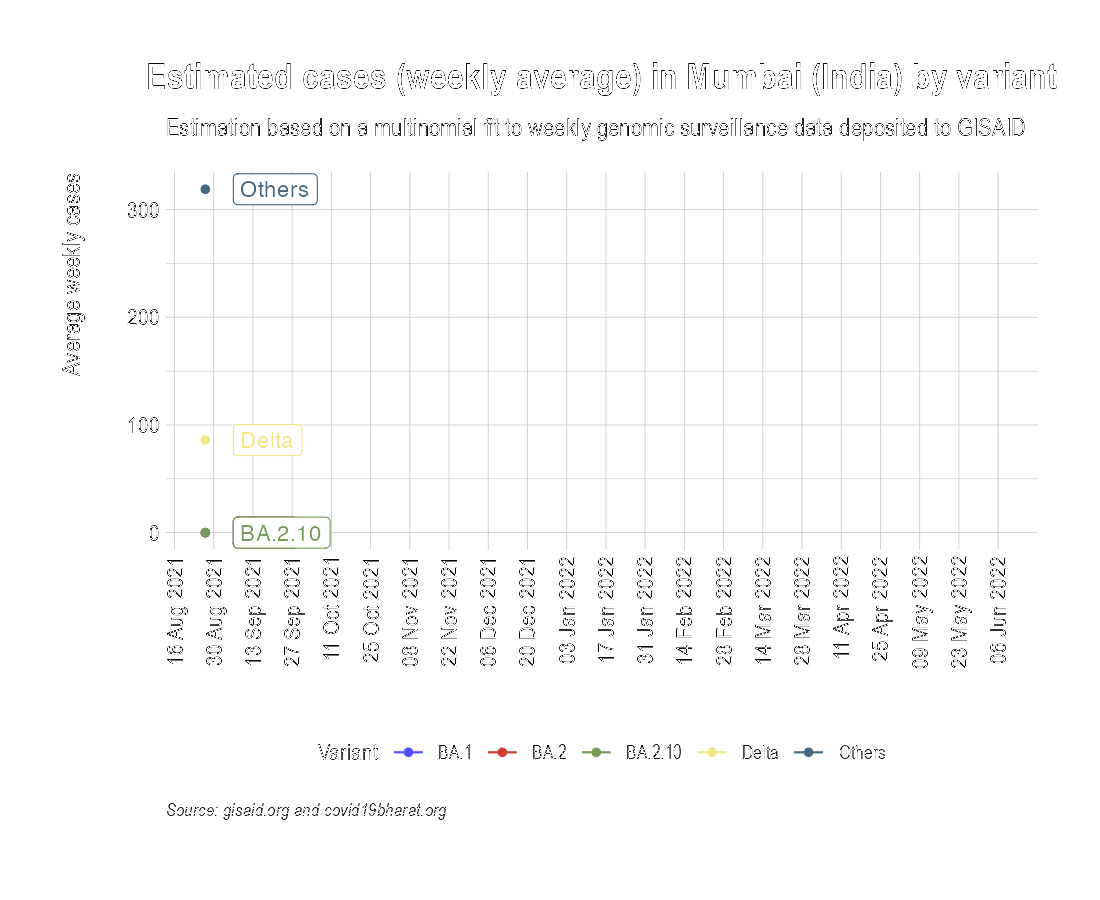 Estimated cases (weekly average) in Mumbai (India) by variant
Estimation based on a multinomial fit to weekly genomic surveillance data deposited to GISAID
Average weekly cases
300
200
100
0
Others
Delta
BA.2.10
16 Aug 2021
30 Aug 2021
13 Sep 2021
27 Sep 2021
11 Oct 2021
25 Oct 2021
08 Nov 2021
22 Nov 2021
06 Dec 2021
20 Dec 2021
03 Jan 2022
17 Jan 2022
31 Jan 2022
14 Feb 2022
28 Feb 2022
14 Mar 2022
28 Mar 2022
11 Apr 2022
25 Apr 2022
09 May 2022
23 May 2022
06 Jun 2022
Variant BA.1 BA.2 BA.2.10 Delta Others
Source: gisaid.org and covid19bharat.org